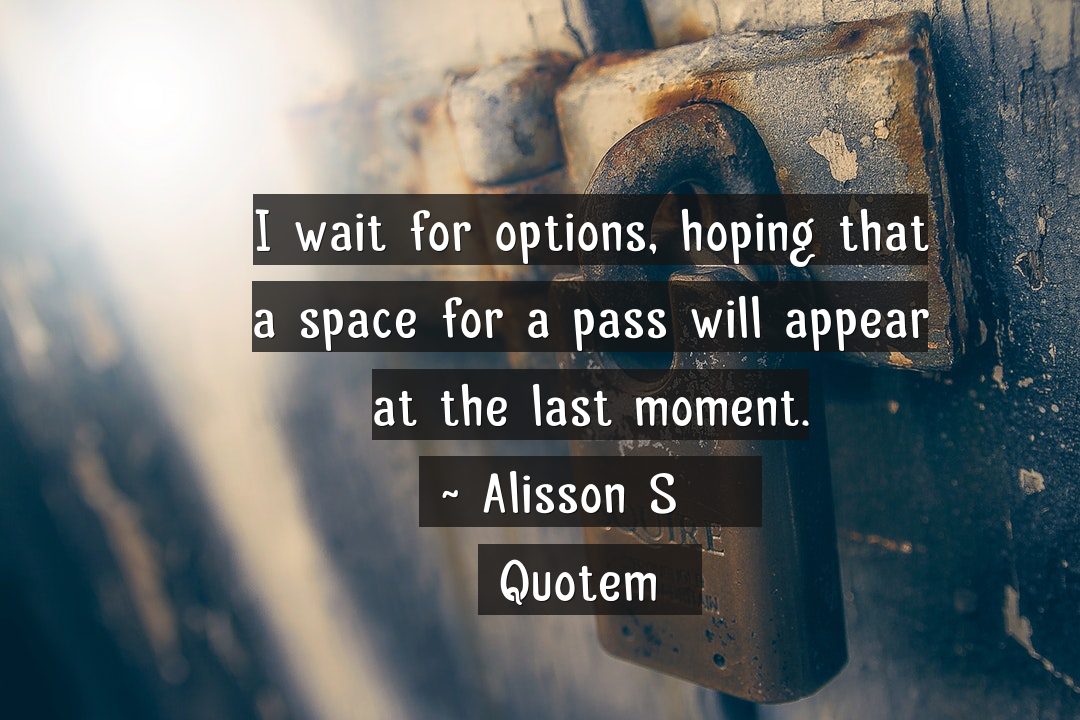 I wait for options, hoping that
a space for a pass will appear
at the last moment.
~ Alisson S
Quotem